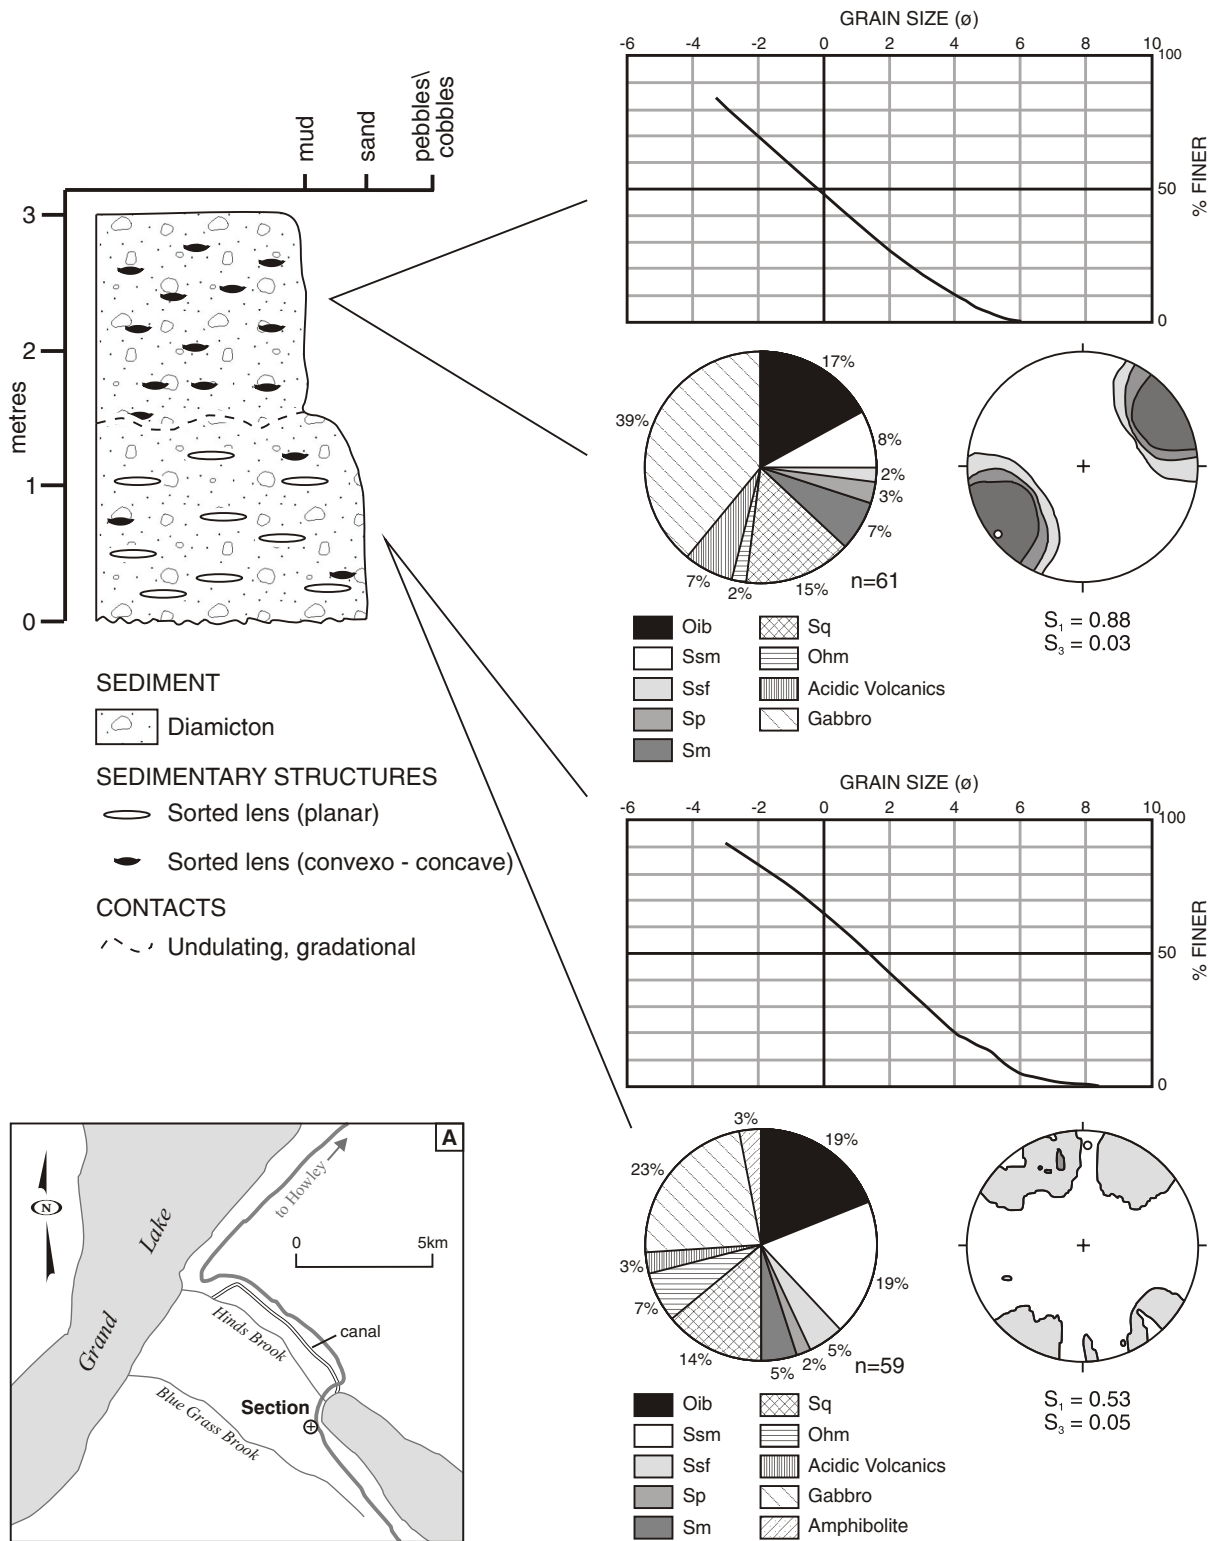 GRAIN SIZE (ø)
-6 -4 -2 0 2 4 6 8 10
100
50
0
% FINER
mud
sand
pebbles\
cobbles
3
2
1
0
metres
17%
8%
2%
3%
7%
15%
2%
7%
39%
n=61
S1 = 0.88
S3 = 0.03
Oib
Ssm
Ssf
Sp
Sm
Sq
Ohm
Acidic Volcanics
Gabbro
SEDIMENT
Diamicton
SEDIMENTARY STRUCTURES
Sorted lens (planar)
Sorted lens (convexo - concave)
CONTACTS
Undulating, gradational
GRAIN SIZE (ø)
-6 -4 -2 0 2 4 6 8 10
100
50
0
% FINER
3%
19%
19%
5%
2%
5%
14%
7%
3%
23%
n=59
S1 = 0.53
S3 = 0.05
Oib
Ssm
Ssf
Sp
Sm
Sq
Ohm
Acidic Volcanics
Gabbro
Amphibolite
A
N
to Howley
0 5km
Grand Lake
Hinds Brook
canal
Section
Blue Grass Brook